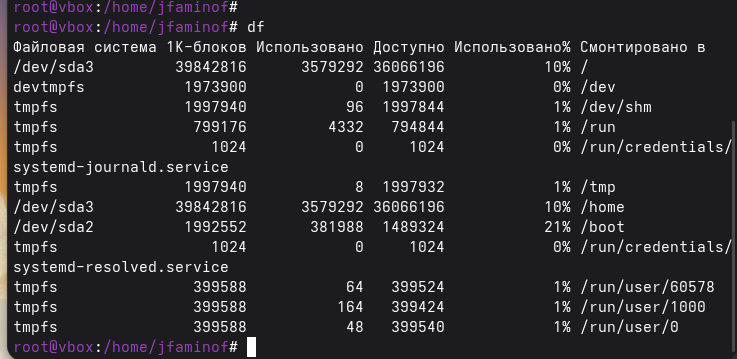 root@vbox:/home/jfaminof#
root@vbox:/home/jfaminof# df
Файловая система 1K-блоков Использовано Доступно Использовано% Смонтировано в
/dev/sda3 39842816 3579292 36066196 10% /
devtmpfs 1973900 0 1973900 0% /dev
tmpfs 1997940 96 1997844 1% /dev/shm
tmpfs 799176 4332 794844 1% /run
tmpfs 1024 0 1024 0% /run/credentials/
systemd-journald.service
tmpfs 1997940 8 1997932 1% /tmp
/dev/sda3 39842816 3579292 36066196 10% /home
/dev/sda2 1992552 381988 1489324 21% /boot
tmpfs 1024 0 1024 0% /run/credentials/
systemd-resolved.service
tmpfs 399588 64 399524 1% /run/user/60578
tmpfs 399588 164 399424 1% /run/user/1000
tmpfs 399588 48 399540 1% /run/user/0
root@vbox:/home/jfaminof#